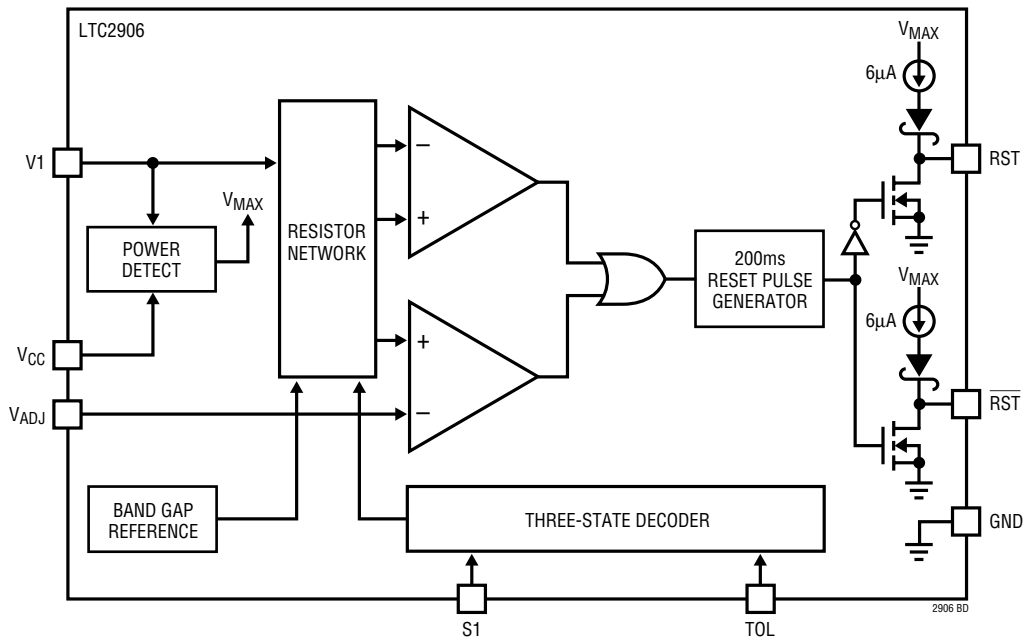 LTC2906
VMAX
6μA
V1
−
+
RST
VMAX
POWER
DETECT
RESISTOR
NETWORK
200ms
RESET PULSE
GENERATOR
VMAX
6μA
+
−
VCC
VADJ
RST
BAND GAP
REFERENCE
THREE-STATE DECODER
GND
S1
TOL
2906 BD